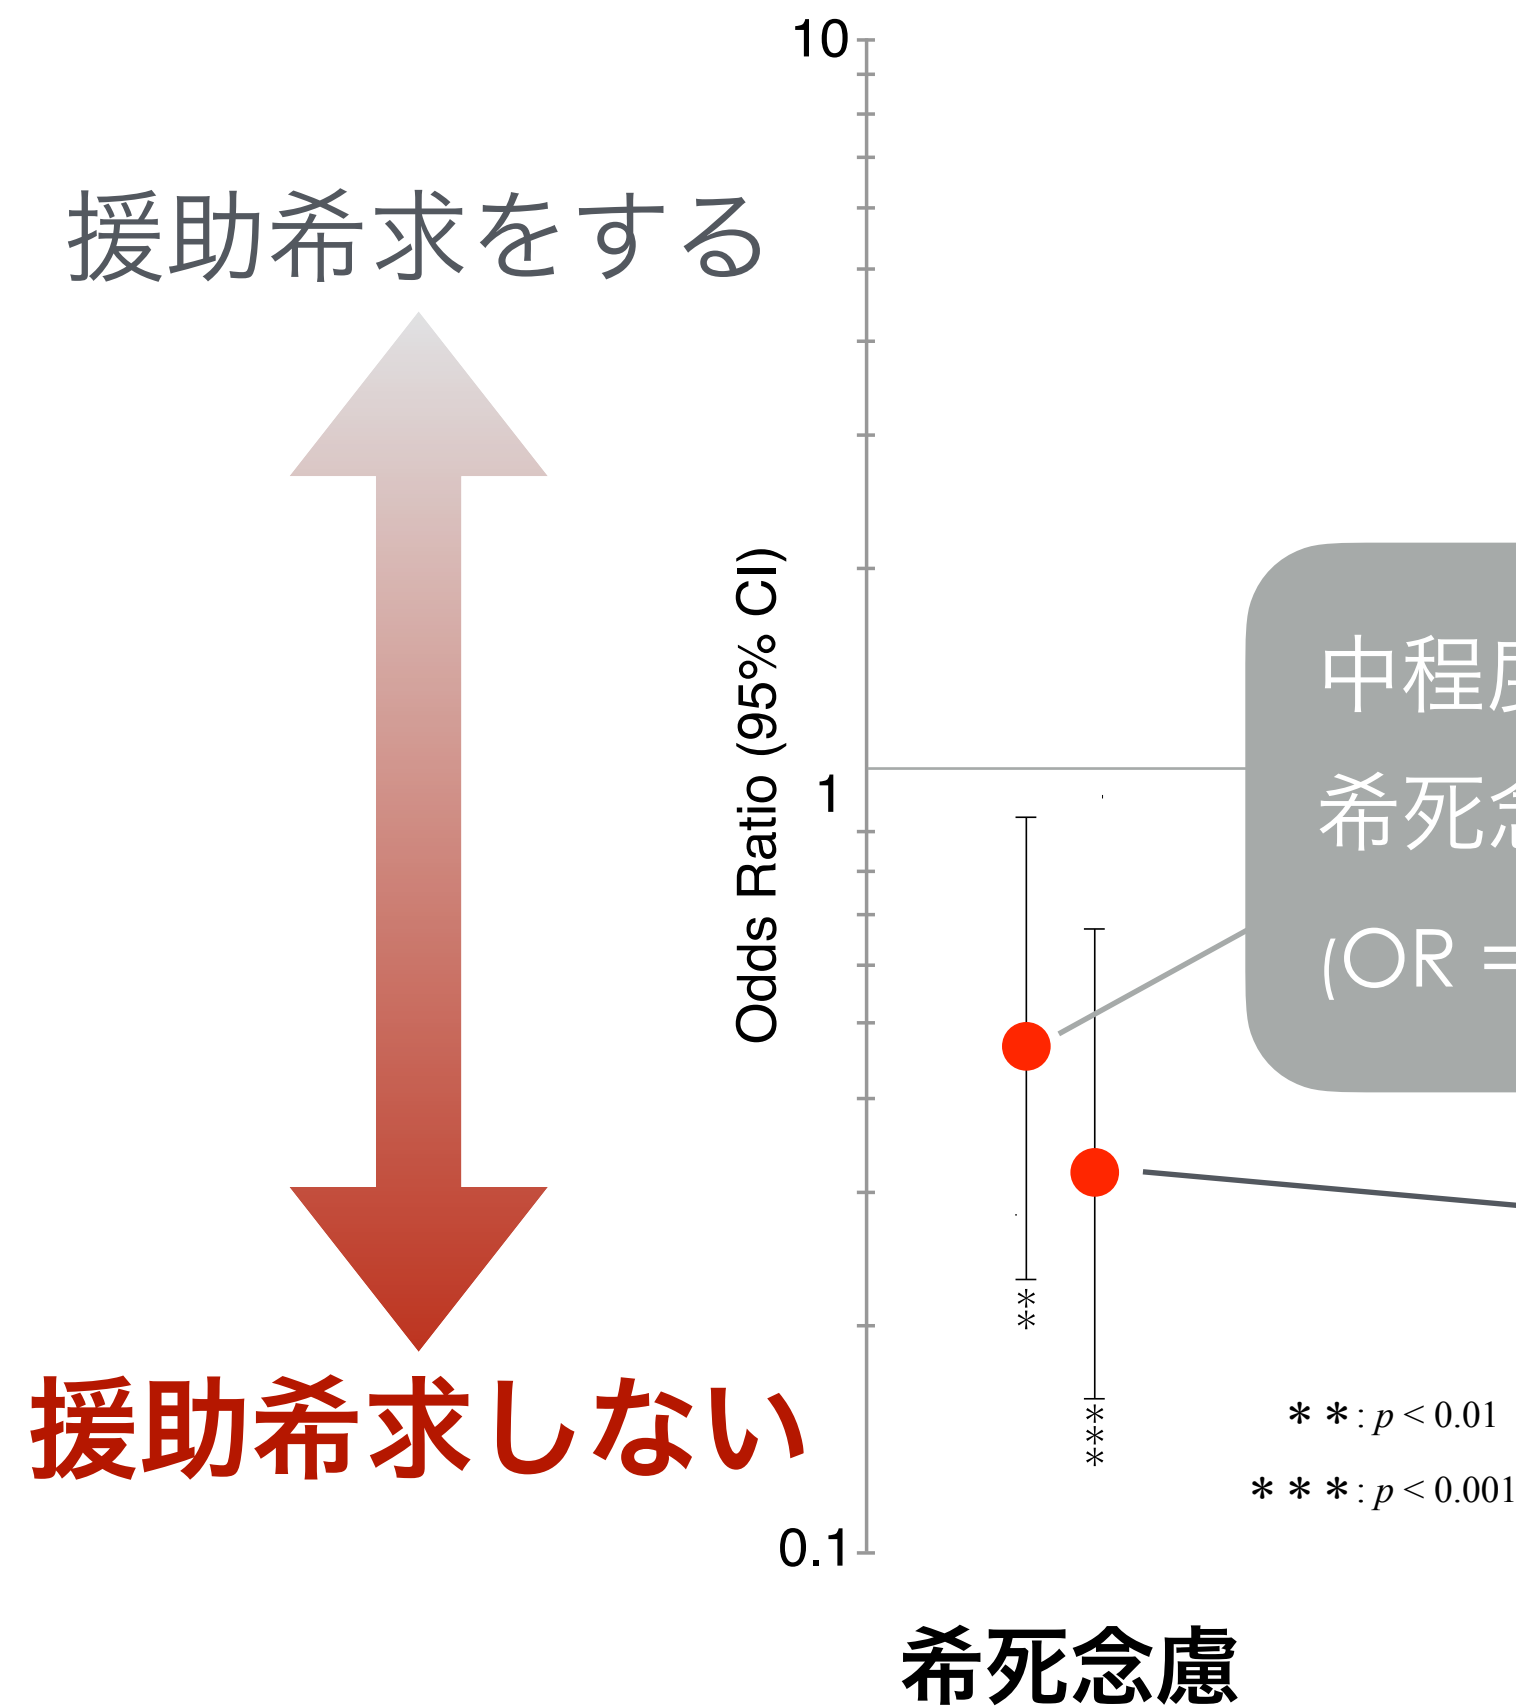 10
援助希求をする
Odds Ratio (95% CI)
中程
希死
(OR =
1
＊＊
＊＊＊
＊＊: p < 0.01
＊＊＊: p < 0.001
援助希求しない
0.1
希死念慮